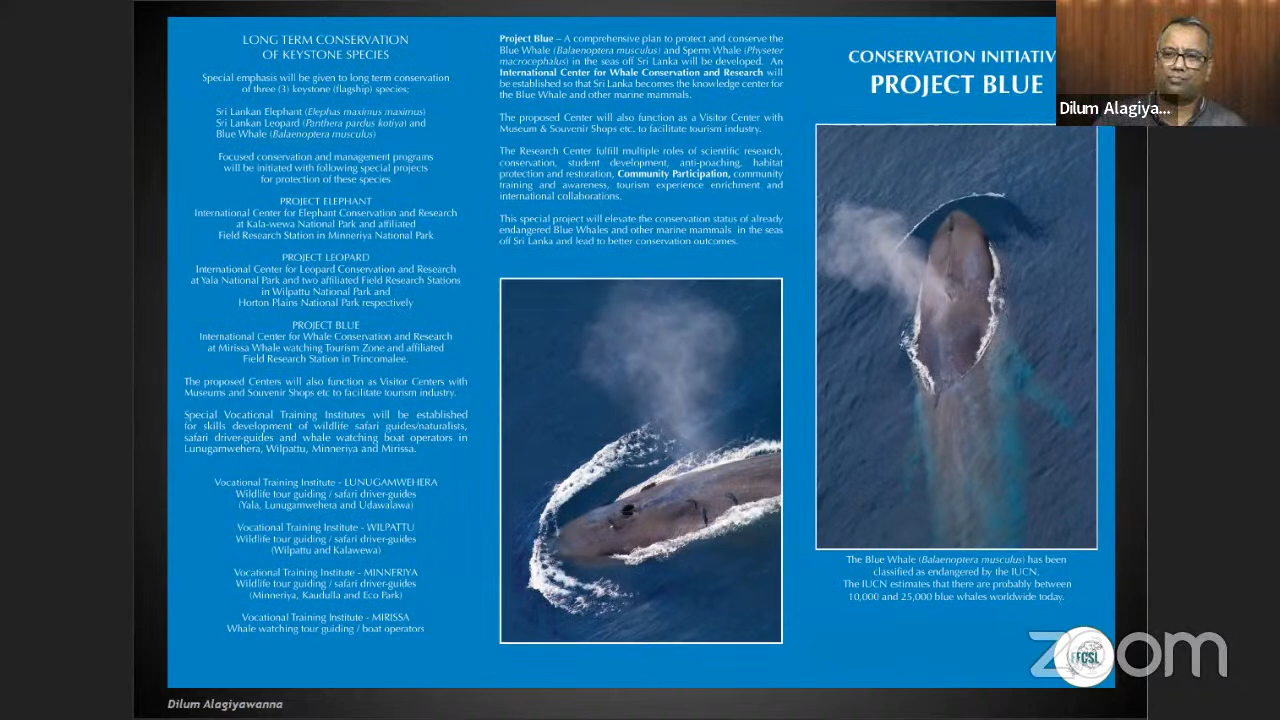 LONG TERM CONSERVATION
OF KEYSTONE SPECIES
Special emphasis will be given to long term conservation
of three (3) keystone (flagship) species;
Sri Lankan Elephant (Elephas maximus maximus)
Sri Lankan Leopard (Panthera pardus kotiya) and
Blue Whale (Balaenoptera musculus)
Focused conservation and management programs
will be initiated with following special projects
for protection of these species
PROJECT ELEPHANT
International Center for Elephant Conservation and Research
at Kala-wewa National Park and affiliated
Field Research Station in Minneriya National Park
PROJECT LEOPARD
International Center for Leopard Conservation and Research
at Yala National Park and two affiliated Field Research Stations
in Wilpattu National Park and
Horton Plains National Park respectively
PROJECT BLUE
International Center for Whale Conservation and Research
at Mirissa Whale watching Tourism Zone and affiliated
Field Research Station in Trincomalee.
The proposed Centers will also function as Visitor Centers with
Museums and Souvenir Shops etc to facilitate tourism industry.
Special Vocational Training Institutes will be established
for skills development of wildlife safari guides/naturalists,
safari driver-guides and whale watching boat operators in
Lunugamwehera, Wilpattu, Minneriya and Mirissa.
Vocational Training Institute - LUNUGAMWEHERA
Wildlife tour guiding / safari driver-guides
(Yala, Lunugamwehera and Udawalawa)
Vocational Training Institute - WILPATTU
Wildlife tour guiding / safari driver-guides
(Wilpattu and Kalawewa)
Vocational Training Institute - MINNERIYA
Wildlife tour guiding / safari driver-guides
(Minneriya, Kaudulla and Eco Park)
Vocational Training Institute - MIRISSA
Whale watching tour guiding / boat operators
Project Blue – A comprehensive plan to protect and conserve the
Blue Whale (Balaenoptera musculus) and Sperm Whale (Physeter
macrocephalus) in the seas off Sri Lanka will be developed. An
International Center for Whale Conservation and Research will
be established so that Sri Lanka becomes the knowledge center for
the Blue Whale and other marine mammals.
The proposed Center will also function as a Visitor Center with
Museum & Souvenir Shops etc. to facilitate tourism industry.
The Research Center fulfill multiple roles of scientific research,
conservation, student development, anti-poaching, habitat
protection and restoration, Community Participation, community
training and awareness, tourism experience enrichment and
international collaborations.
This special project will elevate the conservation status of already
endangered Blue Whales and other marine mammals in the seas
off Sri Lanka and lead to better conservation outcomes.
CONSERVATION INITIATIV
PROJECT BLUE
The Blue Whale (Balaenoptera musculus) has been
classified as endangered by the IUCN.
The IUCN estimates that there are probably between
10,000 and 25,000 blue whales worldwide today.
Dilum Alagiya...
zoom
FFCSL
Dilum Alagiyawanna